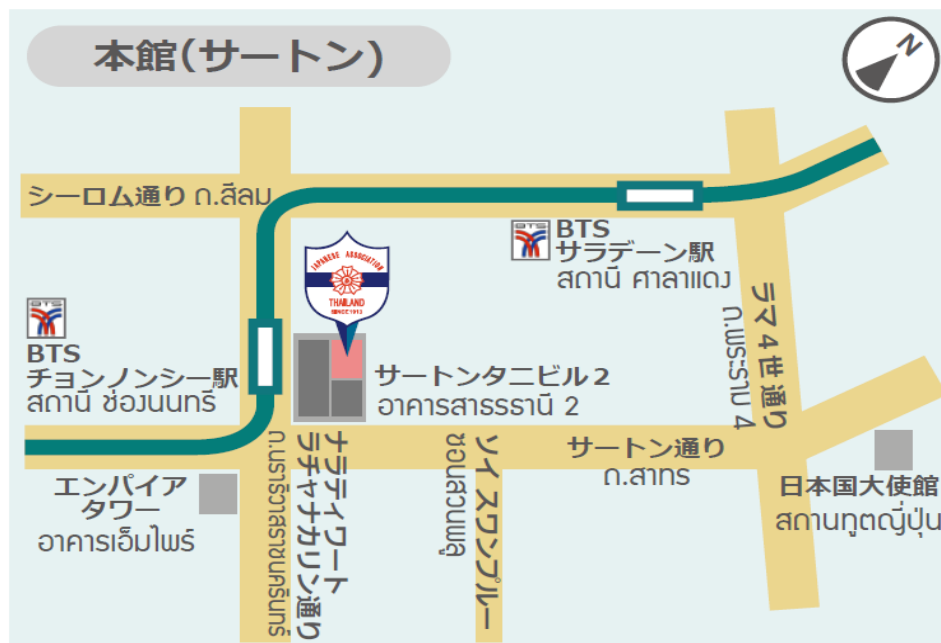 本館(サートン)
N
シーロム通り ถ.สีลม
BTS
BTS
サラデーン駅
สถานี ศาลาแดง
JAPANESE ASSOCIATION
THAILAND
SINCE 1913
BTS
BTS
チョンノンシー駅
สถานี ช่องนนทรี
サートンタニビル2
อาคารสาธรธานี 2
ラマ4世通り
ถ.พระราม 4
サートン通り
ถ.สาทร
エンパイア
タワー
อาคารเอ็มไพร์
ナラティワート
ラチャナカリン通り
ถ.นราธิวาสราชนครินทร์
ソイ スワンプルー
ซอยสวนพลู
日本国大使館
สถานทูตญี่ปุ่น